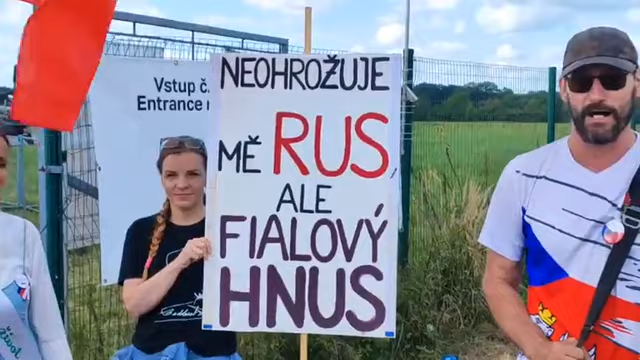 Vstup č.
Entrance
NEOHROŽUJE
MĚ RUS,
ALE
FIALOVÝ
HNUS